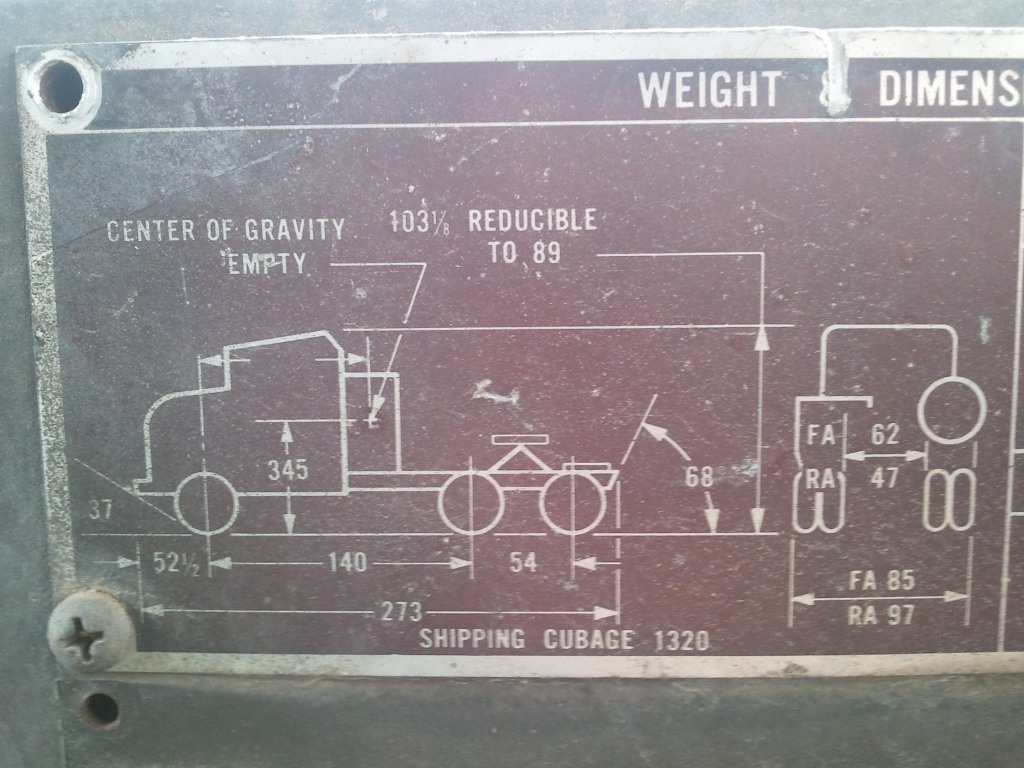 WEIGHT & DIMENS
CENTER OF GRAVITY
EMPTY
103⅛ REDUCIBLE
TO 89
FA
62
345
RA
47
68
37
52½
140
54
FA 85
273
RA 97
SHIPPING CUBAGE 1320